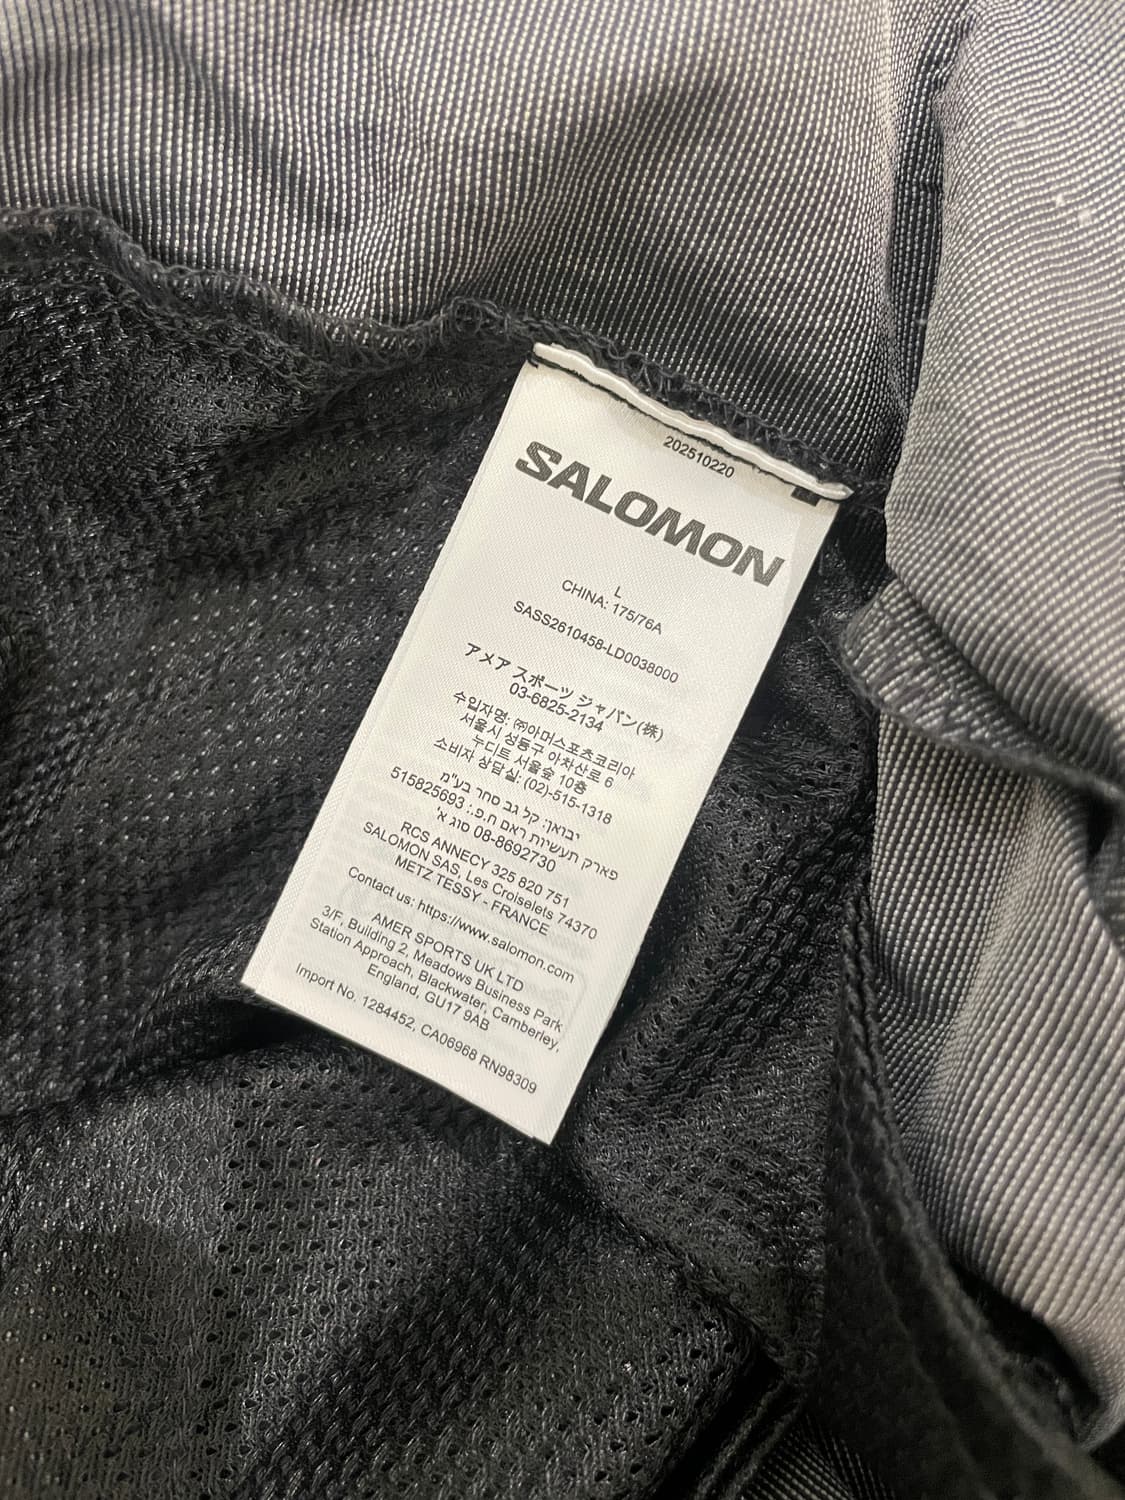 202510220
SALOMON
L
CHINA: 175/76A
SASS2610458-LD0038000
アメア スポーツ ジャパン(株)
03-6825-2134
수입자명: ㈜아머스포츠코리아
서울시 성동구 아차산로 6
누디트 서울숲 10층
소비자 상담실: (02)-515-1318
יבואן: קל גב סחר בע"מ
פארק תעשיות ראם ח.פ.: 515825693
08-8692730 סוג א'
RCS ANNECY 325 820 751
SALOMON SAS, Les Croiselets 74370
METZ TESSY - FRANCE
Contact us: https://www.salomon.com
AMER SPORTS UK LTD
3/F, Building 2, Meadows Business Park
Station Approach, Blackwater, Camberley,
England, GU17 9AB
Import No. 1284452, CA06968 RN98309